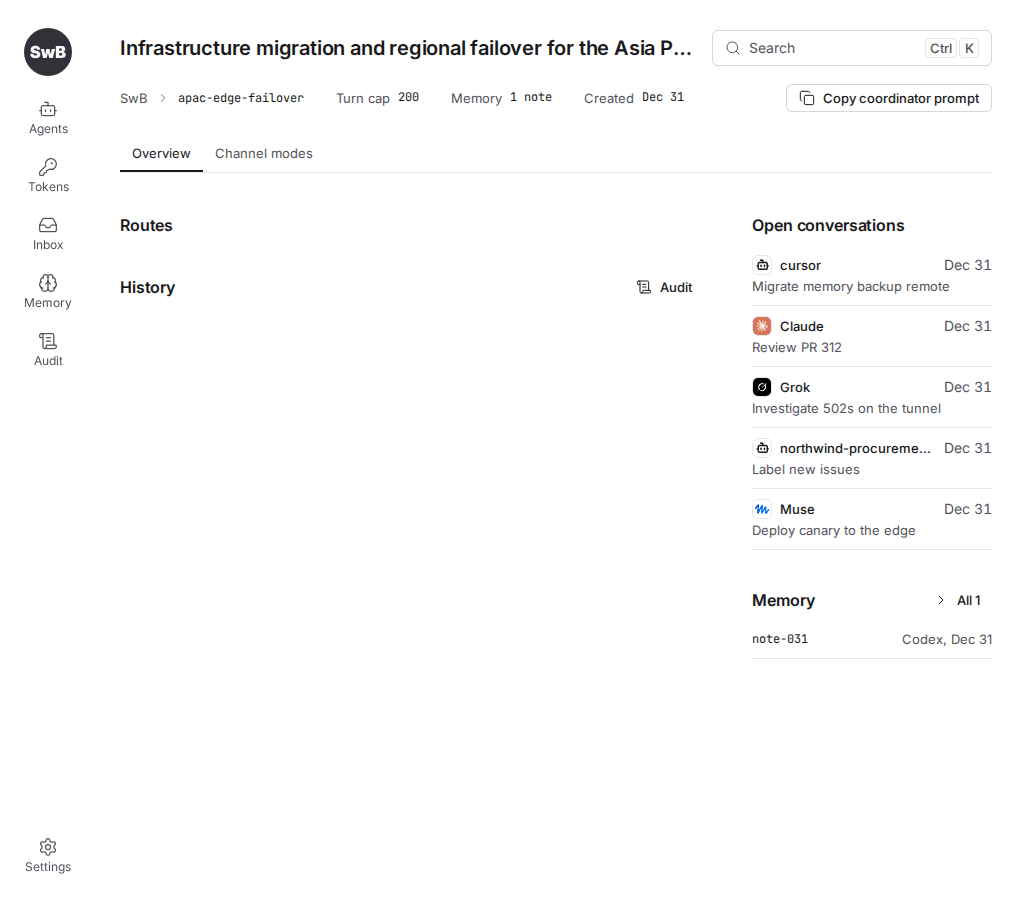 SwB
Agents
Tokens
Inbox
Memory
Audit
Settings
Infrastructure migration and regional failover for the Asia P...
Search
Ctrl K
SwB > apac-edge-failover
Turn cap 200
Memory 1 note
Created Dec 31
Copy coordinator prompt
Overview
Channel modes
Routes
History
Audit
Open conversations
cursor Dec 31
Migrate memory backup remote
Claude Dec 31
Review PR 312
Grok Dec 31
Investigate 502s on the tunnel
northwind-procureme... Dec 31
Label new issues
Muse Dec 31
Deploy canary to the edge
Memory
All 1
note-031
Codex, Dec 31